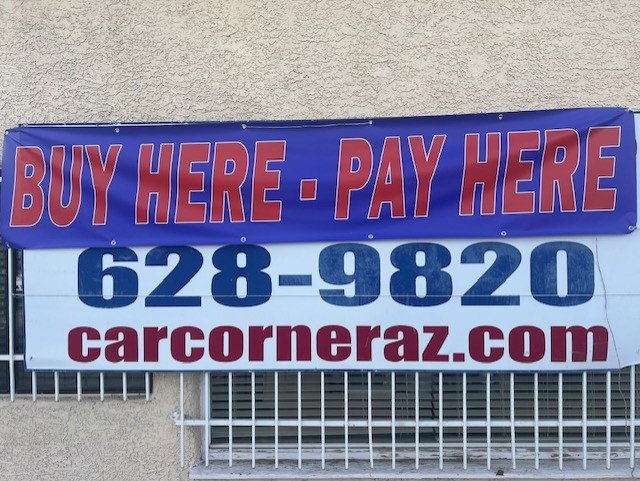 BUY HERE - PAY HERE
628-9820
carcorneraz.com